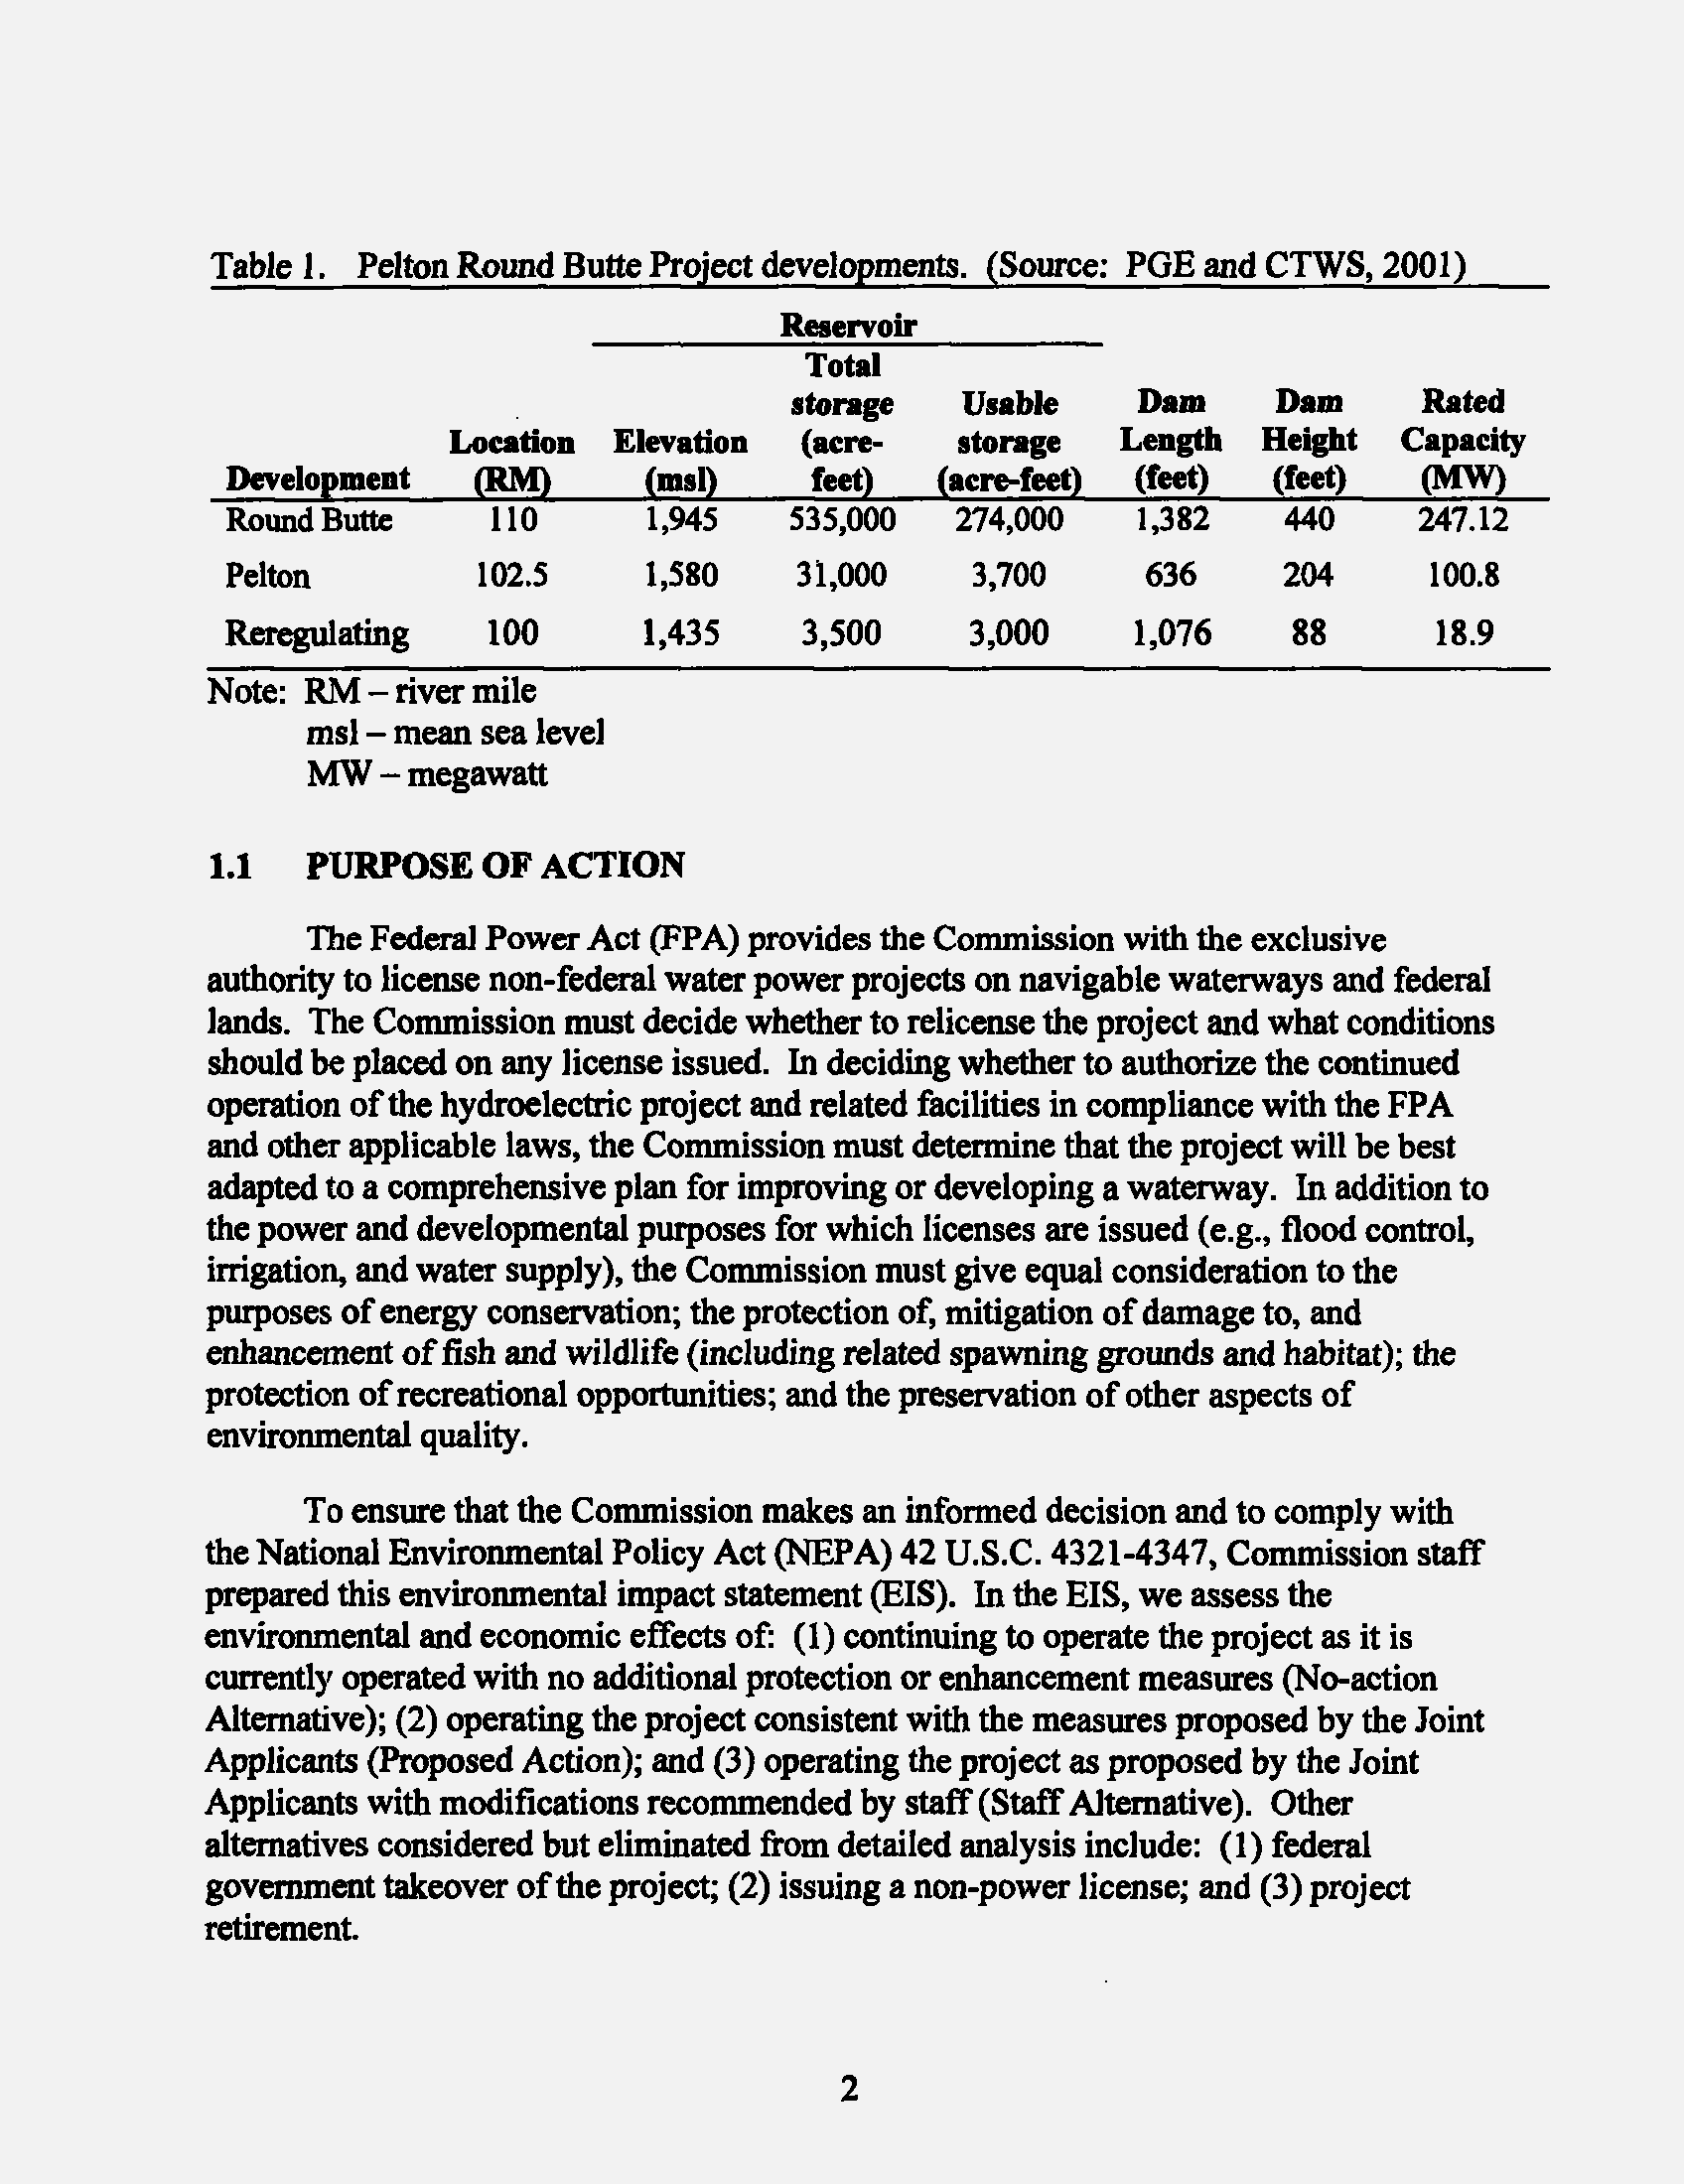 Table 1. Pelton Round Butte Project developments. (Source: PGE and CTWS, 2001)
Reservoir
Development Location (RM) Elevation (msl) Total storage (acre-feet) Usable storage (acre-feet) Dam Length (feet) Dam Height (feet) Rated Capacity (MW)
Round Butte 110 1,945 535,000 274,000 1,382 440 247.12
Pelton 102.5 1,580 31,000 3,700 636 204 100.8
Reregulating 100 1,435 3,500 3,000 1,076 88 18.9
Note: RM – river mile
msl – mean sea level
MW – megawatt
1.1 PURPOSE OF ACTION
The Federal Power Act (FPA) provides the Commission with the exclusive
authority to license non-federal water power projects on navigable waterways and federal
lands. The Commission must decide whether to relicense the project and what conditions
should be placed on any license issued. In deciding whether to authorize the continued
operation of the hydroelectric project and related facilities in compliance with the FPA
and other applicable laws, the Commission must determine that the project will be best
adapted to a comprehensive plan for improving or developing a waterway. In addition to
the power and developmental purposes for which licenses are issued (e.g., flood control,
irrigation, and water supply), the Commission must give equal consideration to the
purposes of energy conservation; the protection of, mitigation of damage to, and
enhancement of fish and wildlife (including related spawning grounds and habitat); the
protection of recreational opportunities; and the preservation of other aspects of
environmental quality.
To ensure that the Commission makes an informed decision and to comply with
the National Environmental Policy Act (NEPA) 42 U.S.C. 4321-4347, Commission staff
prepared this environmental impact statement (EIS). In the EIS, we assess the
environmental and economic effects of: (1) continuing to operate the project as it is
currently operated with no additional protection or enhancement measures (No-action
Alternative); (2) operating the project consistent with the measures proposed by the Joint
Applicants (Proposed Action); and (3) operating the project as proposed by the Joint
Applicants with modifications recommended by staff (Staff Alternative). Other
alternatives considered but eliminated from detailed analysis include: (1) federal
government takeover of the project; (2) issuing a non-power license; and (3) project
retirement.
2